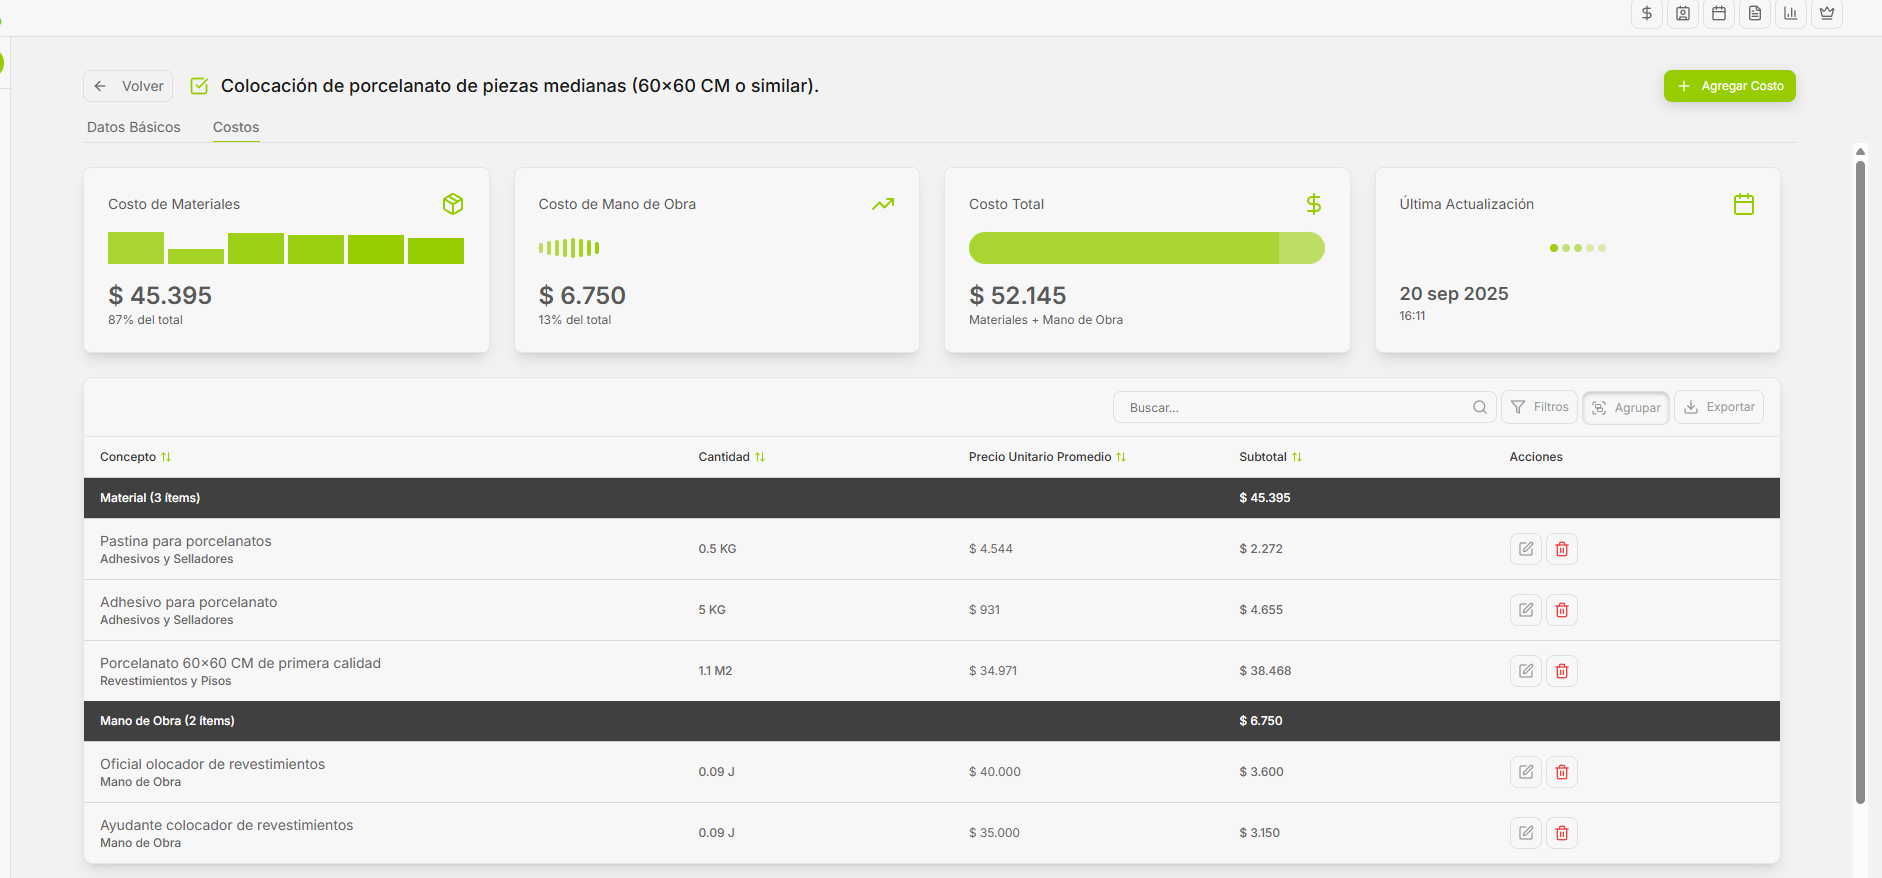 Volver
Colocación de porcelanato de piezas medianas (60x60 CM o similar).
Agregar Costo
Datos Básicos Costos
Costo de Materiales
$ 45.395
87% del total
Costo de Mano de Obra
$ 6.750
13% del total
Costo Total
$ 52.145
Materiales + Mano de Obra
Última Actualización
20 sep 2025
16:11
Buscar... Filtros Agrupar Exportar
Concepto Cantidad Precio Unitario Promedio Subtotal Acciones
Material (3 ítems) $ 45.395
Pastina para porcelanatos
Adhesivos y Selladores
0.5 KG $ 4.544 $ 2.272
Adhesivo para porcelanato
Adhesivos y Selladores
5 KG $ 931 $ 4.655
Porcelanato 60x60 CM de primera calidad
Revestimientos y Pisos
1.1 M2 $ 34.971 $ 38.468
Mano de Obra (2 ítems) $ 6.750
Oficial olocador de revestimientos
Mano de Obra
0.09 J $ 40.000 $ 3.600
Ayudante colocador de revestimientos
Mano de Obra
0.09 J $ 35.000 $ 3.150